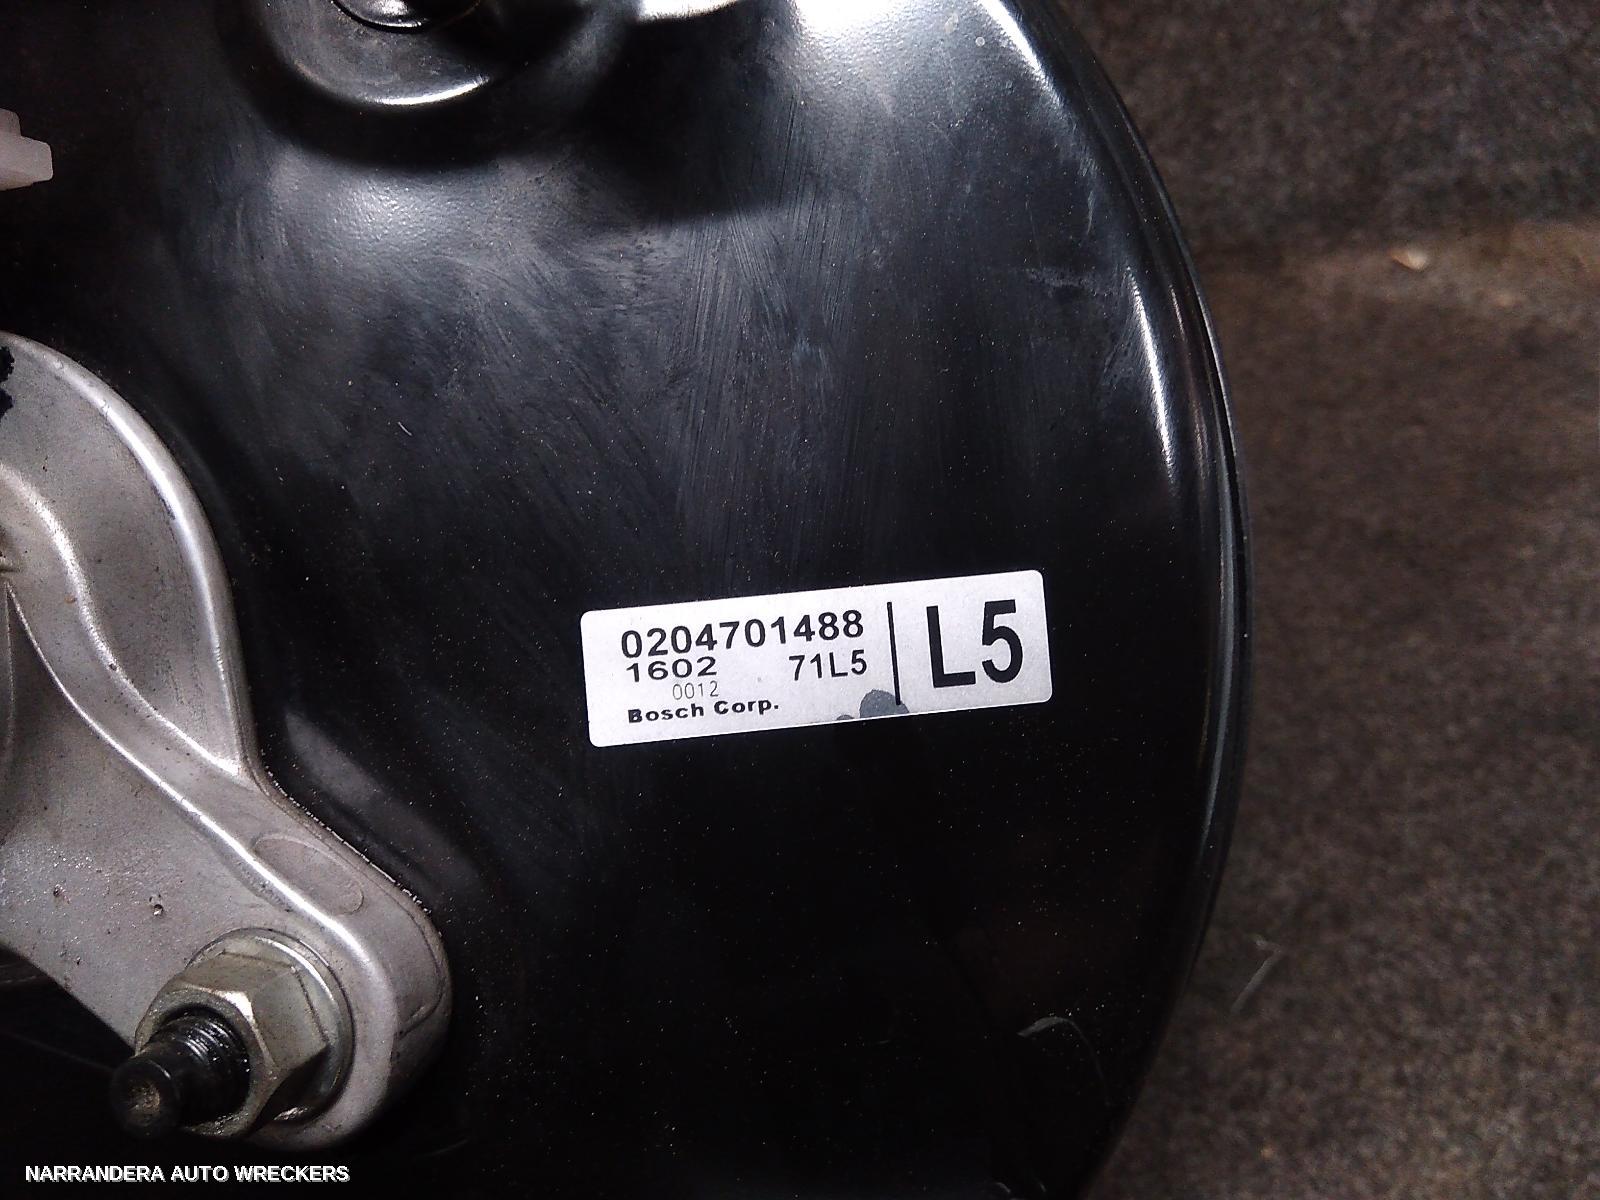 0204701488
1602 71L5
0012
Bosch Corp.
L5
NARRANDERA AUTO WRECKERS